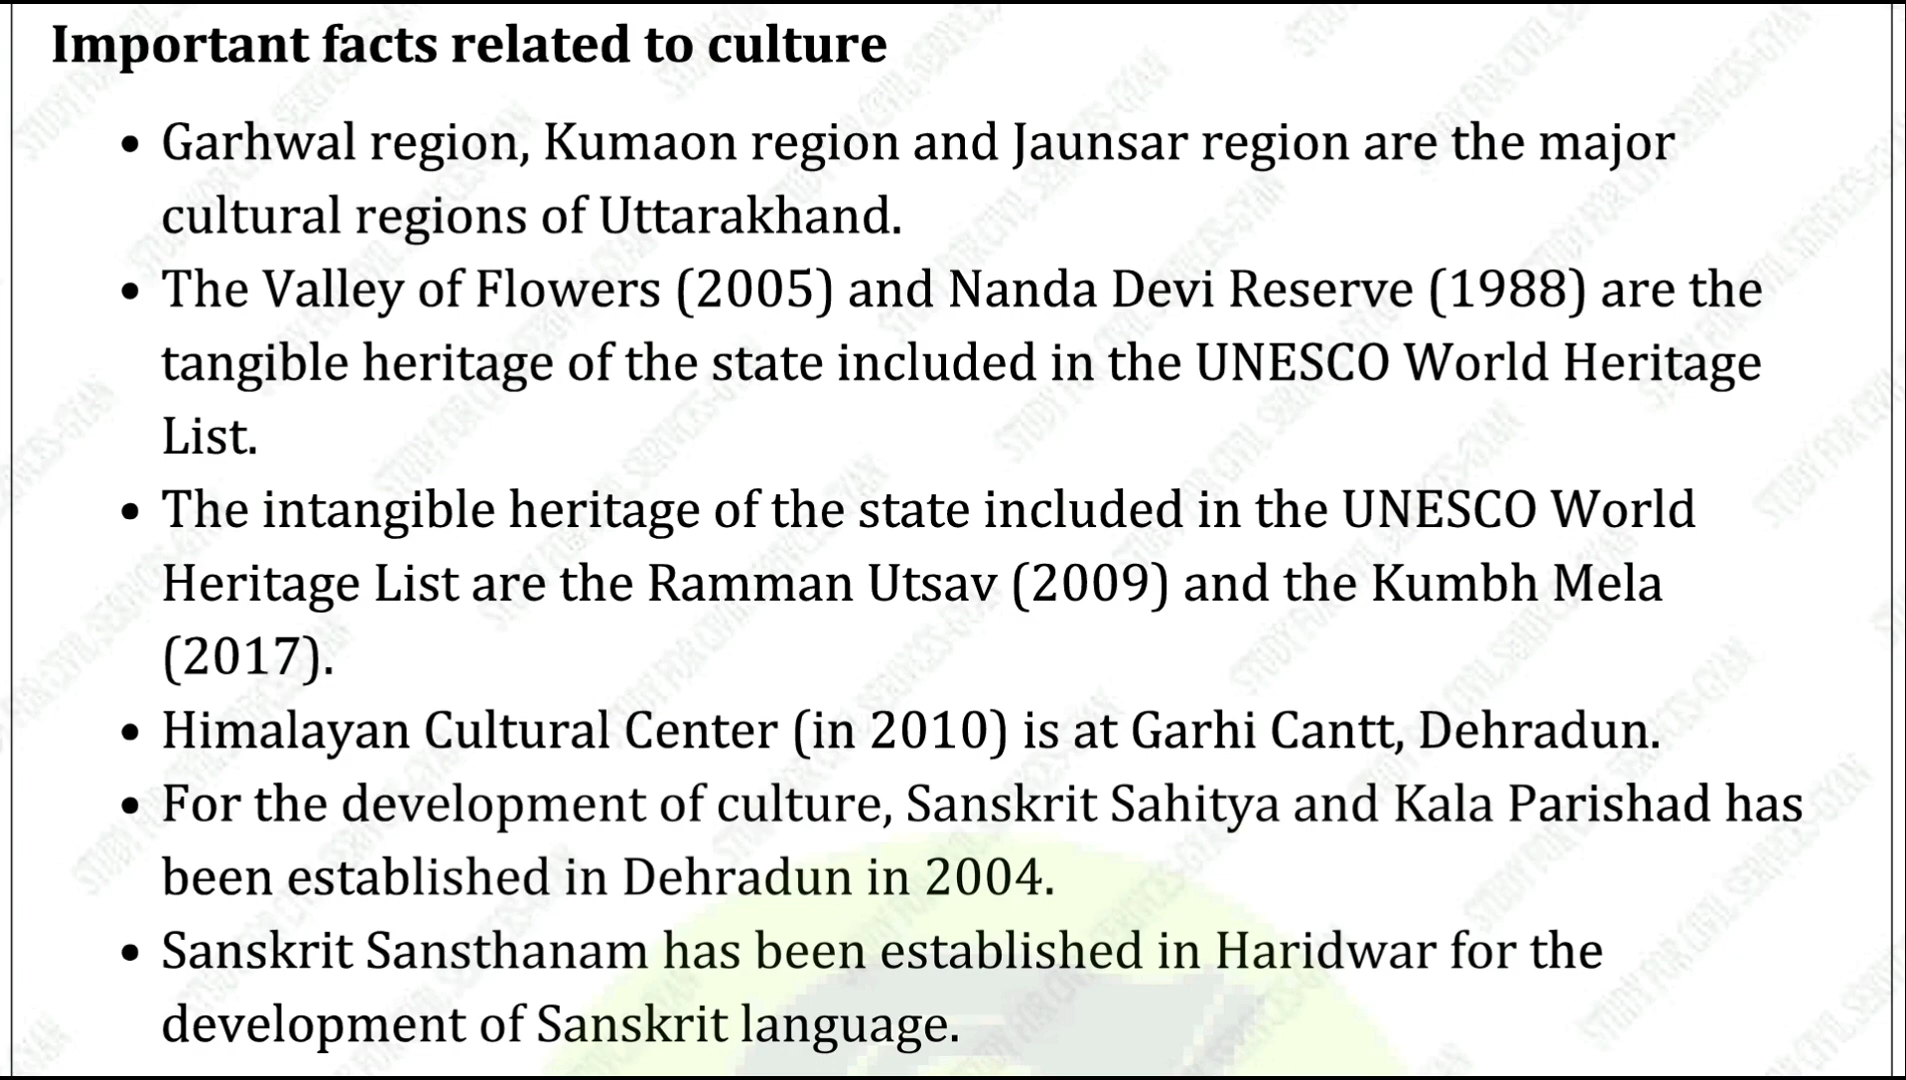 Important facts related to culture
• Garhwal region, Kumaon region and Jaunsar region are the major
cultural regions of Uttarakhand.
• The Valley of Flowers (2005) and Nanda Devi Reserve (1988) are the
tangible heritage of the state included in the UNESCO World Heritage
List.
• The intangible heritage of the state included in the UNESCO World
Heritage List are the Ramman Utsav (2009) and the Kumbh Mela
(2017).
• Himalayan Cultural Center (in 2010) is at Garhi Cantt, Dehradun.
• For the development of culture, Sanskrit Sahitya and Kala Parishad has
been established in Dehradun in 2004.
• Sanskrit Sansthanam has been established in Haridwar for the
development of Sanskrit language.
STUDY FOR CIVIL SERVICES-GYAN